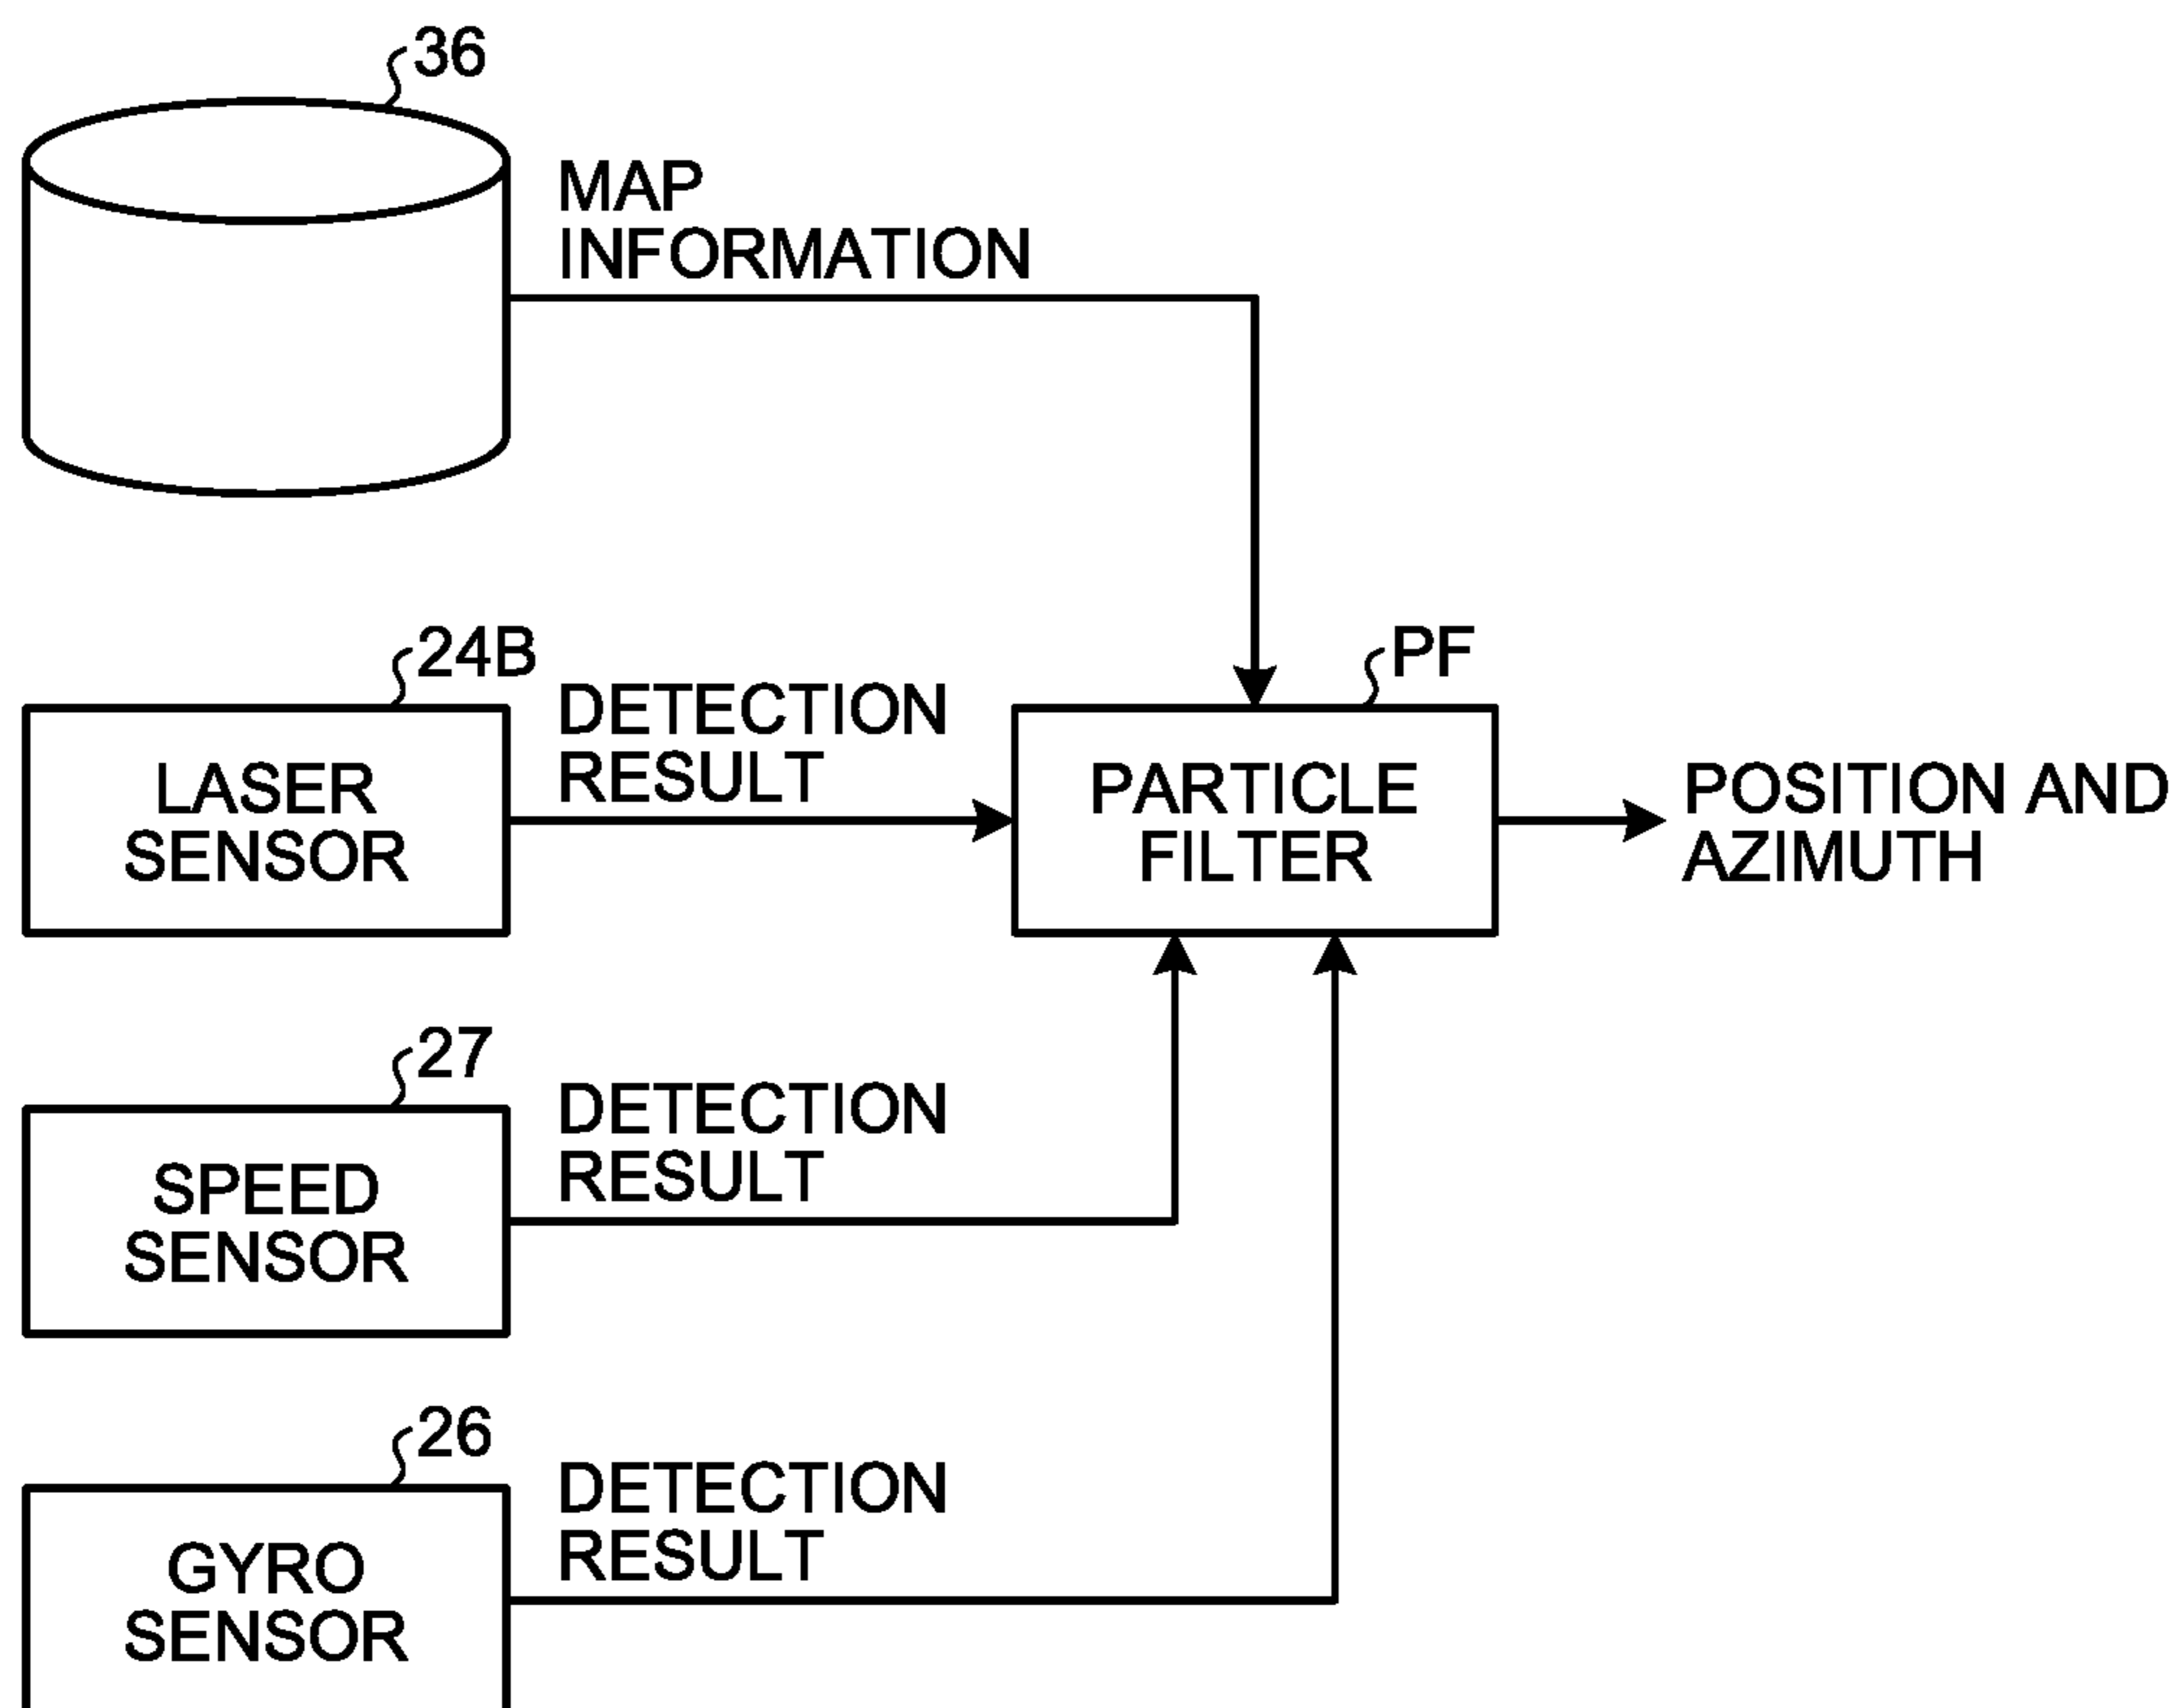 36
MAP
INFORMATION
24B
DETECTION
RESULT
LASER
SENSOR
PF
PARTICLE
FILTER
POSITION AND
AZIMUTH
27
DETECTION
RESULT
SPEED
SENSOR
26
DETECTION
RESULT
GYRO
SENSOR